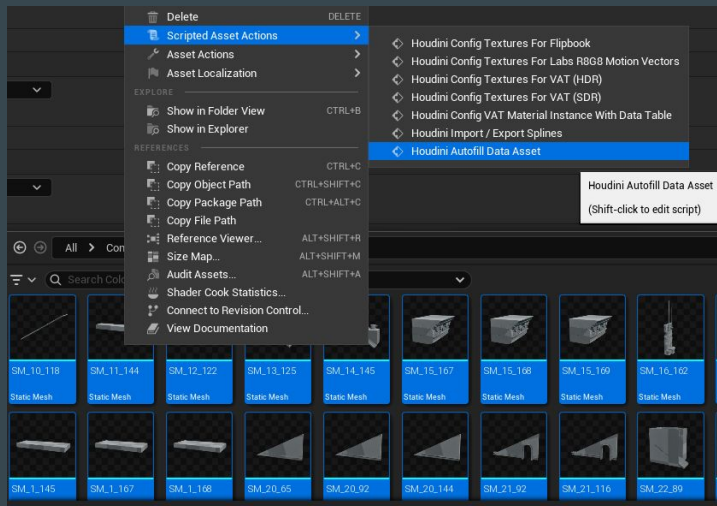 Delete DELETE
Scripted Asset Actions
Asset Actions
Asset Localization
EXPLORE
Show in Folder View CTRL+B
Show in Explorer
REFERENCES
Copy Reference CTRL+C
Copy Object Path CTRL+SHIFT+C
Copy Package Path CTRL+ALT+C
Copy File Path
Reference Viewer... ALT+SHIFT+R
Size Map... ALT+SHIFT+M
Audit Assets... ALT+SHIFT+A
Shader Cook Statistics...
Connect to Revision Control...
View Documentation
Houdini Config Textures For Flipbook
Houdini Config Textures For Labs R8G8 Motion Vectors
Houdini Config Textures For VAT (HDR)
Houdini Config Textures For VAT (SDR)
Houdini Config VAT Material Instance With Data Table
Houdini Import / Export Splines
Houdini Autofill Data Asset
Houdini Autofill Data Asset
(Shift-click to edit script)
All
Search
SM_10_118 SM_11_144 SM_12_122 SM_13_125 SM_14_145 SM_15_167 SM_15_168 SM_15_169 SM_16_162
Static Mesh Static Mesh Static Mesh Static Mesh Static Mesh Static Mesh Static Mesh Static Mesh Static Mesh
SM_1_145 SM_1_167 SM_1_168 SM_20_65 SM_20_92 SM_20_144 SM_21_92 SM_21_116 SM_22_89